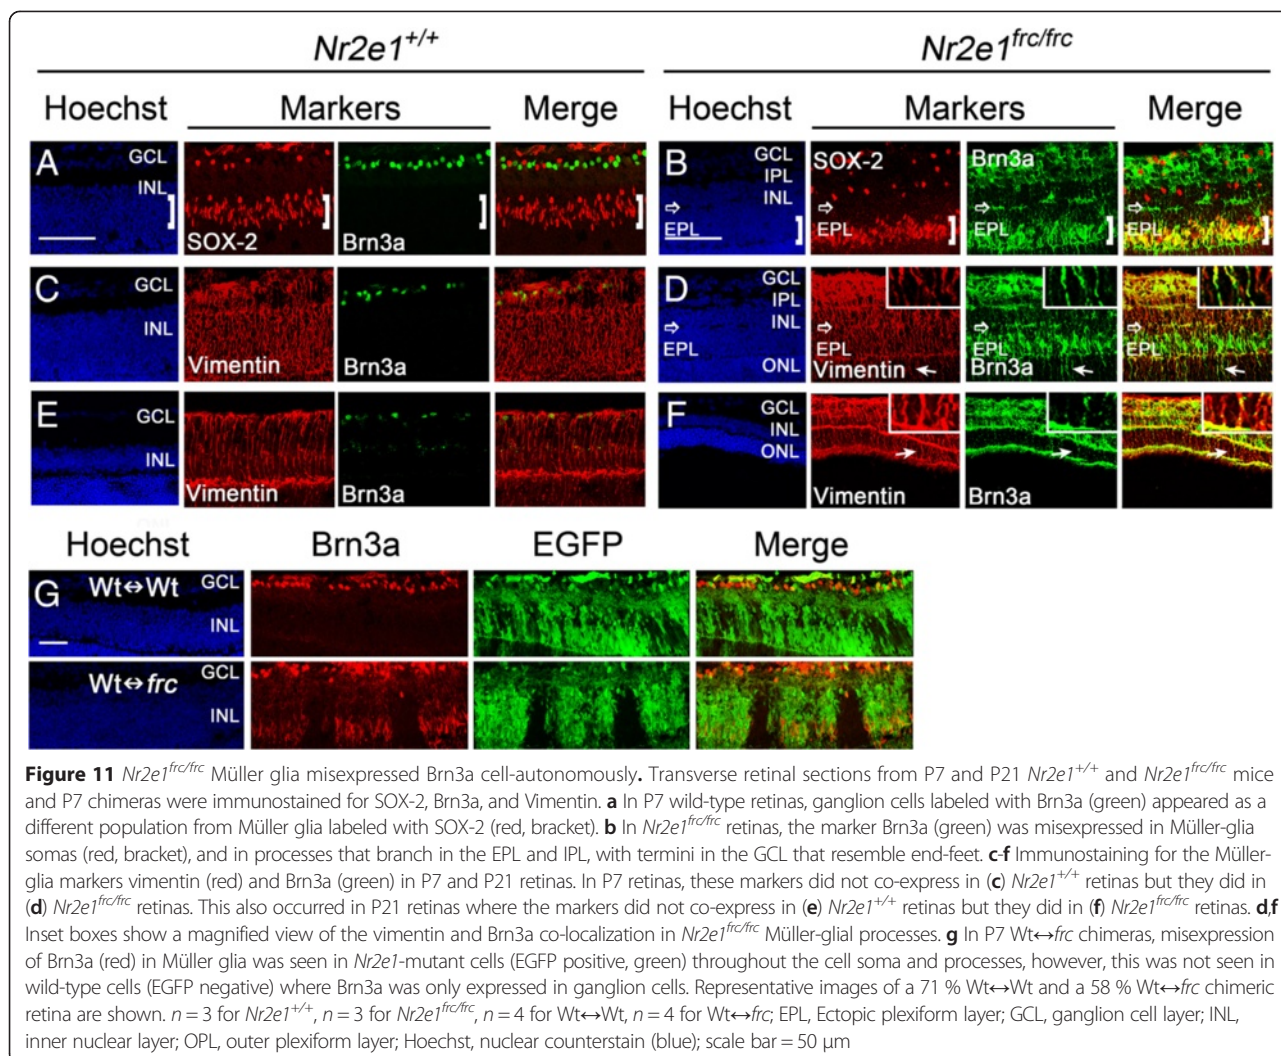 Nr2e1+/+ Nr2e1frc/frc
Hoechst Markers Merge Hoechst Markers Merge
A GCL INL SOX-2 Brn3a
B GCL IPL INL EPL SOX-2 EPL Brn3a EPL EPL
C GCL INL Vimentin Brn3a
D GCL IPL INL EPL ONL EPL Vimentin EPL Brn3a EPL
E GCL INL Vimentin Brn3a
F GCL INL ONL Vimentin Brn3a
Hoechst Brn3a EGFP Merge
G Wt↔Wt GCL INL
Wt↔frc GCL INL
Figure 11 Nr2e1frc/frc Müller glia misexpressed Brn3a cell-autonomously. Transverse retinal sections from P7 and P21 Nr2e1+/+ and Nr2e1frc/frc mice
and P7 chimeras were immunostained for SOX-2, Brn3a, and Vimentin. a In P7 wild-type retinas, ganglion cells labeled with Brn3a (green) appeared as a
different population from Müller glia labeled with SOX-2 (red, bracket). b In Nr2e1frc/frc retinas, the marker Brn3a (green) was misexpressed in Müller-glia
somas (red, bracket), and in processes that branch in the EPL and IPL, with termini in the GCL that resemble end-feet. c-f Immunostaining for the Müller-
glia markers vimentin (red) and Brn3a (green) in P7 and P21 retinas. In P7 retinas, these markers did not co-express in (c) Nr2e1+/+ retinas but they did in
(d) Nr2e1frc/frc retinas. This also occurred in P21 retinas where the markers did not co-express in (e) Nr2e1+/+ retinas but they did in (f) Nr2e1frc/frc retinas. d,f
Inset boxes show a magnified view of the vimentin and Brn3a co-localization in Nr2e1frc/frc Müller-glial processes. g In P7 Wt↔frc chimeras, misexpression
of Brn3a (red) in Müller glia was seen in Nr2e1-mutant cells (EGFP positive, green) throughout the cell soma and processes, however, this was not seen in
wild-type cells (EGFP negative) where Brn3a was only expressed in ganglion cells. Representative images of a 71 % Wt↔Wt and a 58 % Wt↔frc chimeric
retina are shown. n = 3 for Nr2e1+/+, n = 3 for Nr2e1frc/frc, n = 4 for Wt↔Wt, n = 4 for Wt↔frc; EPL, Ectopic plexiform layer; GCL, ganglion cell layer; INL,
inner nuclear layer; OPL, outer plexiform layer; Hoechst, nuclear counterstain (blue); scale bar = 50 μm